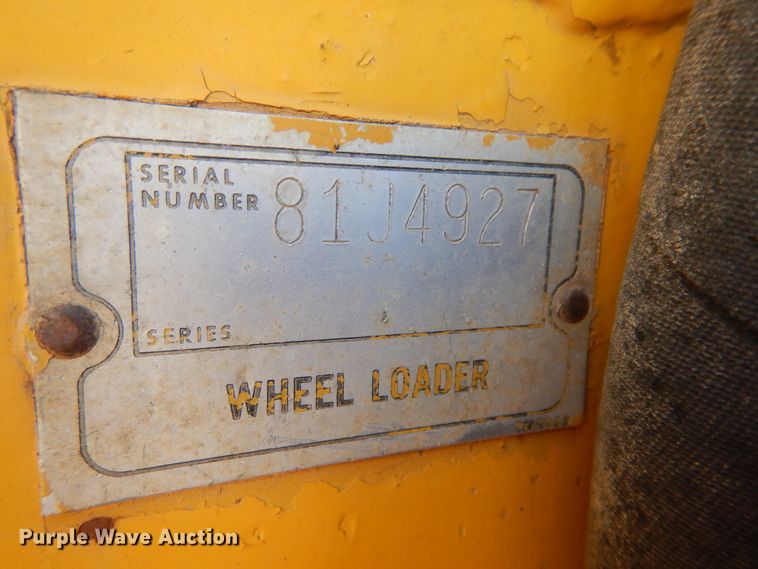 SERIAL
NUMBER 81J4927
SERIES
WHEEL LOADER
Purple Wave Auction